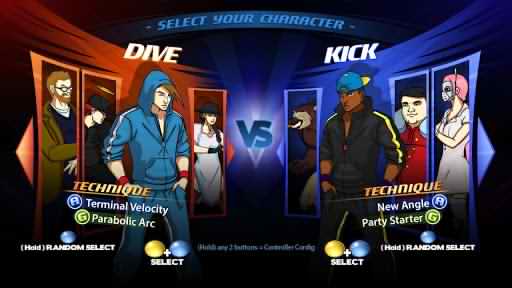 - SELECT YOUR CHARACTER -
DIVE
KICK
VS
TECHNIQUE
A Terminal Velocity
G Parabolic Arc
TECHNIQUE
New Angle A
Party Starter G
(Hold) RANDOM SELECT
+
SELECT
(Hold) any 2 buttons = Controller Config
+
SELECT
(Hold) RANDOM SELECT